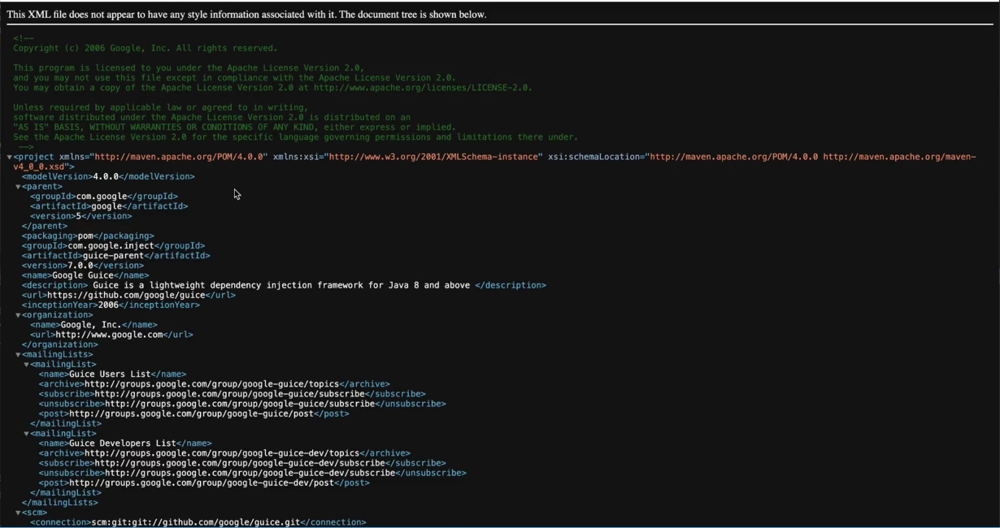 This XML file does not appear to have any style information associated with it. The document tree is shown below.
<!--
Copyright (c) 2006 Google, Inc. All rights reserved.
This program is licensed to you under the Apache License Version 2.0,
and you may not use this file except in compliance with the Apache License Version 2.0.
You may obtain a copy of the Apache License Version 2.0 at http://www.apache.org/licenses/LICENSE-2.0.
Unless required by applicable law or agreed to in writing,
software distributed under the Apache License Version 2.0 is distributed on an
"AS IS" BASIS, WITHOUT WARRANTIES OR CONDITIONS OF ANY KIND, either express or implied.
See the Apache License Version 2.0 for the specific language governing permissions and limitations there under.
-->
▼<project xmlns="http://maven.apache.org/POM/4.0.0" xmlns:xsi="http://www.w3.org/2001/XMLSchema-instance" xsi:schemaLocation="http://maven.apache.org/POM/4.0.0 http://maven.apache.org/maven-
v4_0_0.xsd">
<modelVersion>4.0.0</modelVersion>
▼<parent>
<groupId>com.google</groupId>
<artifactId>google</artifactId>
<version>5</version>
</parent>
<packaging>pom</packaging>
<groupId>com.google.inject</groupId>
<artifactId>guice-parent</artifactId>
<version>7.0.0</version>
<name>Google Guice</name>
<description> Guice is a lightweight dependency injection framework for Java 8 and above </description>
<url>https://github.com/google/guice</url>
<inceptionYear>2006</inceptionYear>
▼<organization>
<name>Google, Inc.</name>
<url>http://www.google.com</url>
</organization>
▼<mailingLists>
▼<mailingList>
<name>Guice Users List</name>
<archive>http://groups.google.com/group/google-guice/topics</archive>
<subscribe>http://groups.google.com/group/google-guice/subscribe</subscribe>
<unsubscribe>http://groups.google.com/group/google-guice/subscribe</unsubscribe>
<post>http://groups.google.com/group/google-guice/post</post>
</mailingList>
▼<mailingList>
<name>Guice Developers List</name>
<archive>http://groups.google.com/group/google-guice-dev/topics</archive>
<subscribe>http://groups.google.com/group/google-guice-dev/subscribe</subscribe>
<unsubscribe>http://groups.google.com/group/google-guice-dev/subscribe</unsubscribe>
<post>http://groups.google.com/group/google-guice-dev/post</post>
</mailingList>
</mailingLists>
▼<scm>
<connection>scm:git:git://github.com/google/guice.git</connection>